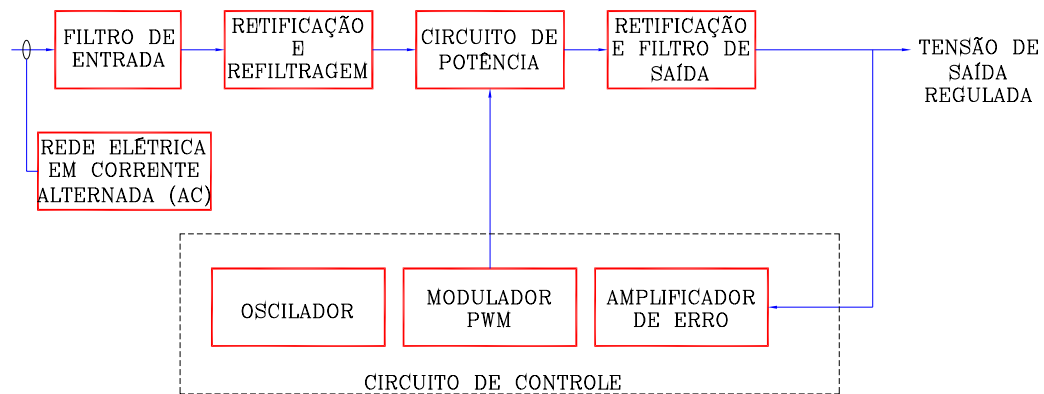 FILTRO DE
ENTRADA
RETIFICAÇÃO
E
REFILTRAGEM
CIRCUITO DE
POTÊNCIA
RETIFICAÇÃO
E FILTRO DE
SAÍDA
TENSÃO DE
SAÍDA
REGULADA
REDE ELÉTRICA
EM CORRENTE
ALTERNADA (AC)
OSCILADOR
MODULADOR
PWM
AMPLIFICADOR
DE ERRO
CIRCUITO DE CONTROLE